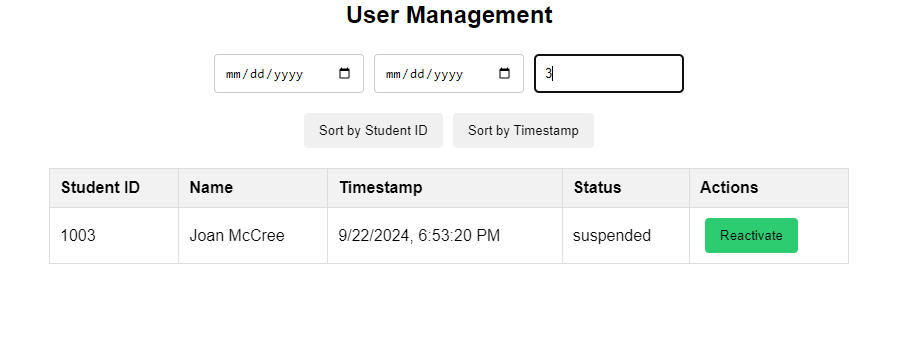 User Management
mm/dd/yyyy mm/dd/yyyy 3
Sort by Student ID Sort by Timestamp
Student ID Name Timestamp Status Actions
1003 Joan McCree 9/22/2024, 6:53:20 PM suspended Reactivate